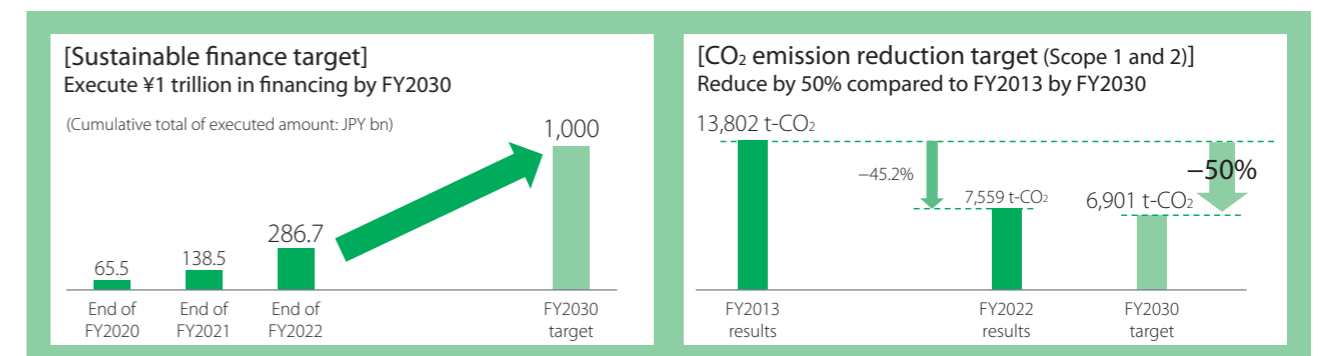 [Sustainable finance target]
Execute ¥1 trillion in financing by FY2030
(Cumulative total of executed amount: JPY bn)
65.5
138.5
286.7
1,000
End of
FY2020
End of
FY2021
End of
FY2022
FY2030
target
[CO₂ emission reduction target (Scope 1 and 2)]
Reduce by 50% compared to FY2013 by FY2030
13,802 t-CO₂
−45.2%
7,559 t-CO₂
6,901 t-CO₂
−50%
FY2013
results
FY2022
results
FY2030
target